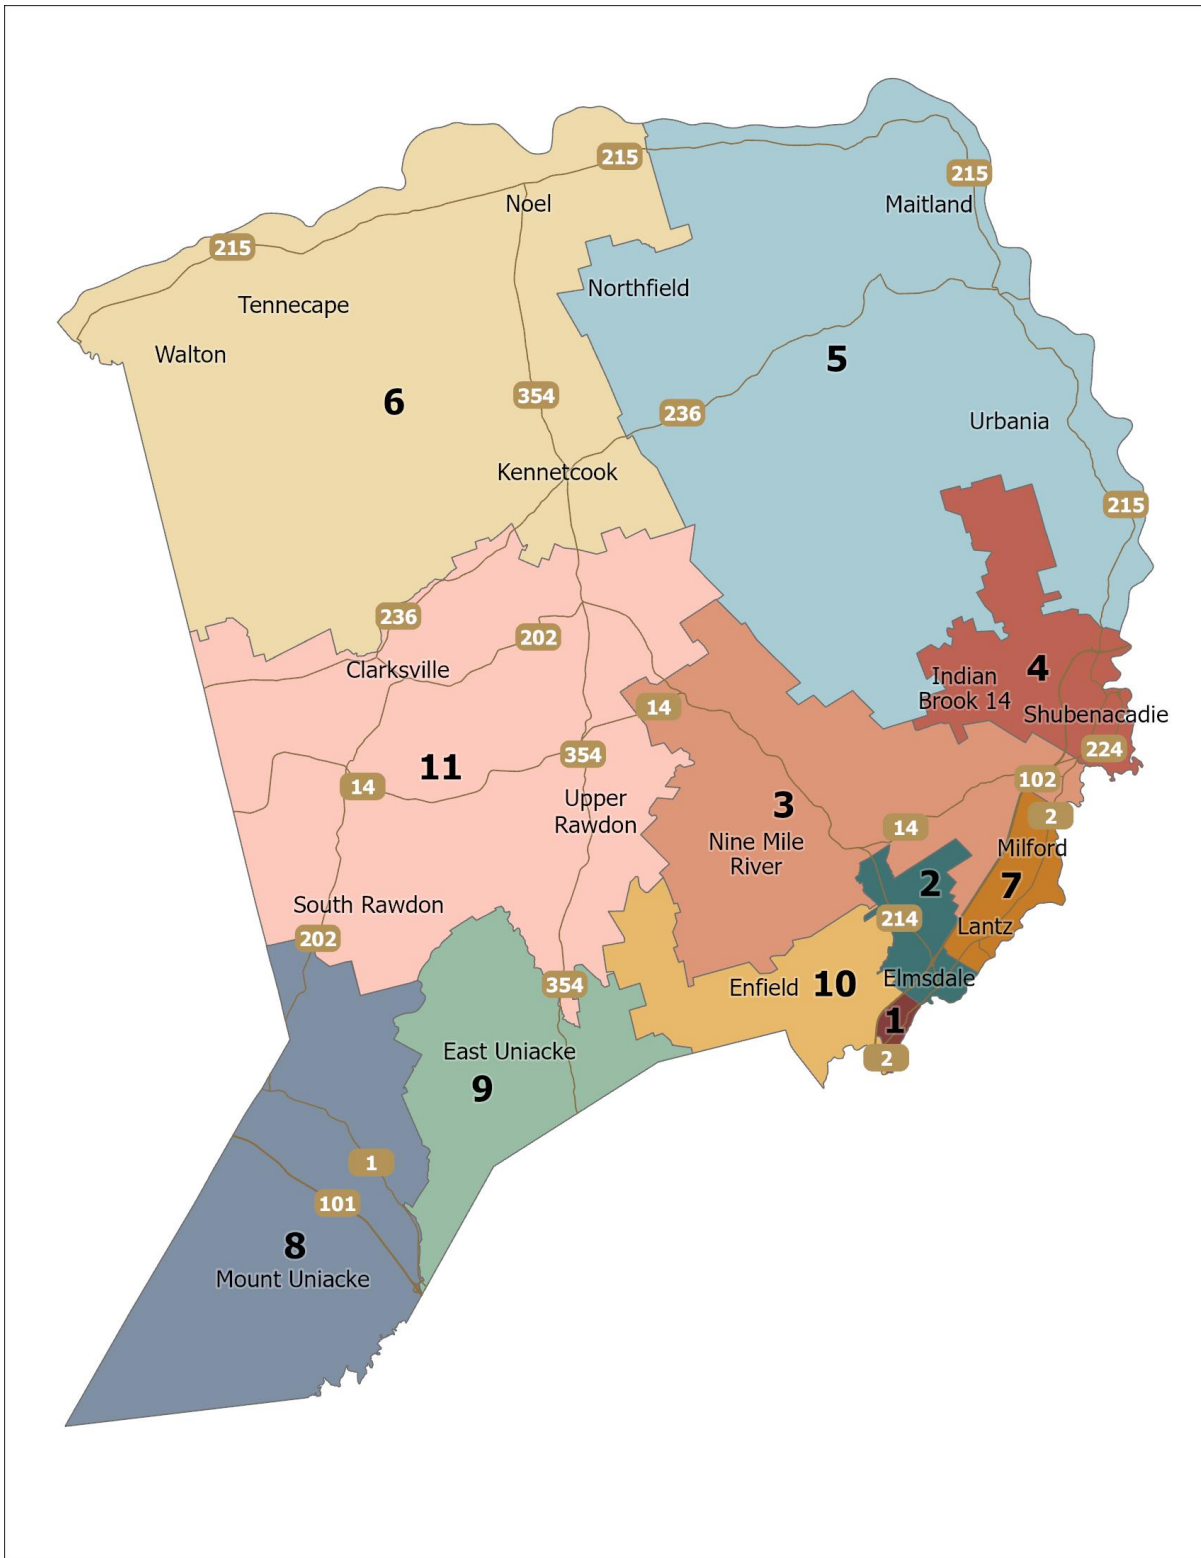 215
215
Noel
Maitland
215
Northfield
Tennecape
Walton
5
6
354
236
Urbania
Kennetcook
215
236
202
Clarksville
4
Indian
Brook 14
14
Shubenacadie
354
224
11
102
14
3
Upper
Rawdon
2
14
Nine Mile
River
Milford
2
7
South Rawdon
214
Lantz
202
354
Enfield
10
Elmsdale
1
East Uniacke
2
9
1
101
8
Mount Uniacke